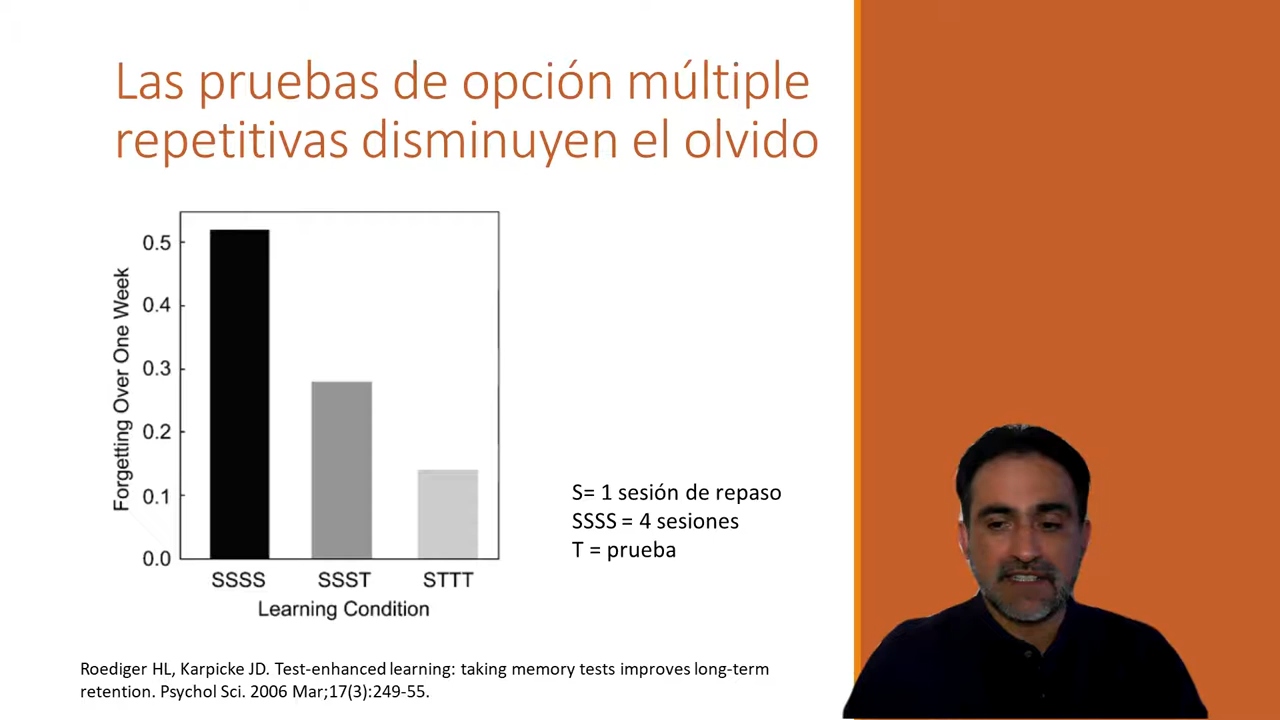 Las pruebas de opción múltiple
repetitivas disminuyen el olvido
0.5
0.4
0.3
0.2
0.1
0.0
Forgetting Over One Week
SSSS SSST STTT
Learning Condition
S= 1 sesión de repaso
SSSS = 4 sesiones
T = prueba
Roediger HL, Karpicke JD. Test-enhanced learning: taking memory tests improves long-term
retention. Psychol Sci. 2006 Mar;17(3):249-55.